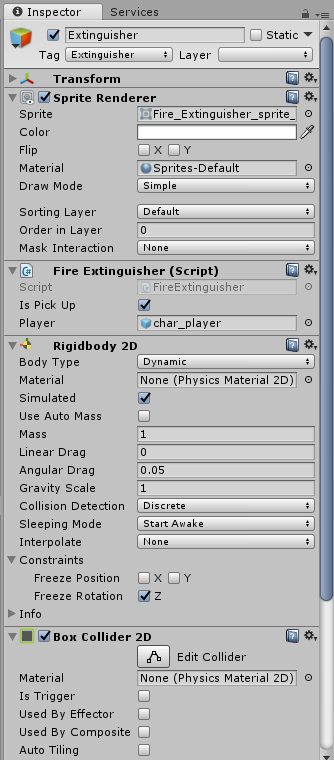 Inspector Services
Extinguisher Static
Tag Extinguisher Layer
Transform
Sprite Renderer
Sprite Fire_Extinguisher_sprite_
Color
Flip X Y
Material Sprites-Default
Draw Mode Simple
Sorting Layer Default
Order in Layer 0
Mask Interaction None
Fire Extinguisher (Script)
Script FireExtinguisher
Is Pick Up
Player char_player
Rigidbody 2D
Body Type Dynamic
Material None (Physics Material 2D)
Simulated
Use Auto Mass
Mass 1
Linear Drag 0
Angular Drag 0.05
Gravity Scale 1
Collision Detection Discrete
Sleeping Mode Start Awake
Interpolate None
Constraints
Freeze Position X Y
Freeze Rotation Z
Info
Box Collider 2D
Edit Collider
Material None (Physics Material 2D)
Is Trigger
Used By Effector
Used By Composite
Auto Tiling